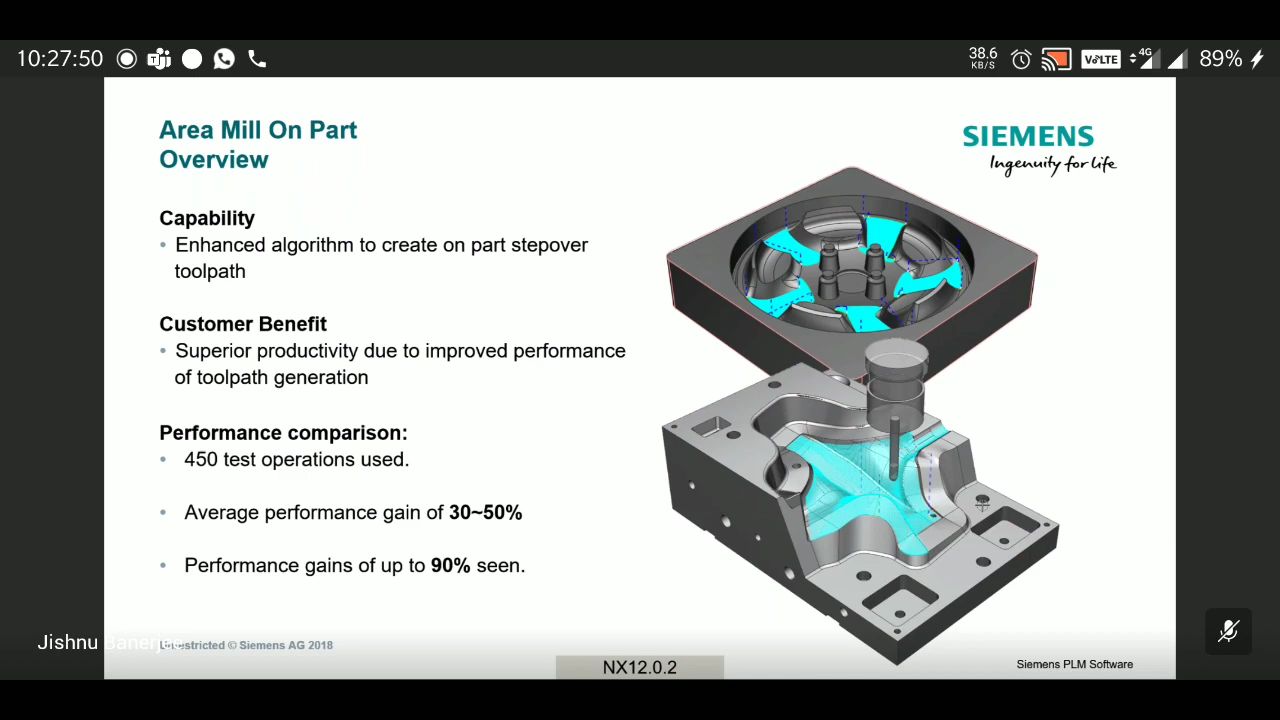 10:27:50
38.6
KB/S
VoLTE
4G
89%
Area Mill On Part
Overview
SIEMENS
Ingenuity for life
Capability
• Enhanced algorithm to create on part stepover
toolpath
Customer Benefit
• Superior productivity due to improved performance
of toolpath generation
Performance comparison:
• 450 test operations used.
• Average performance gain of 30~50%
• Performance gains of up to 90% seen.
Jishnu Banerjee
Unrestricted © Siemens AG 2018
NX12.0.2
Siemens PLM Software